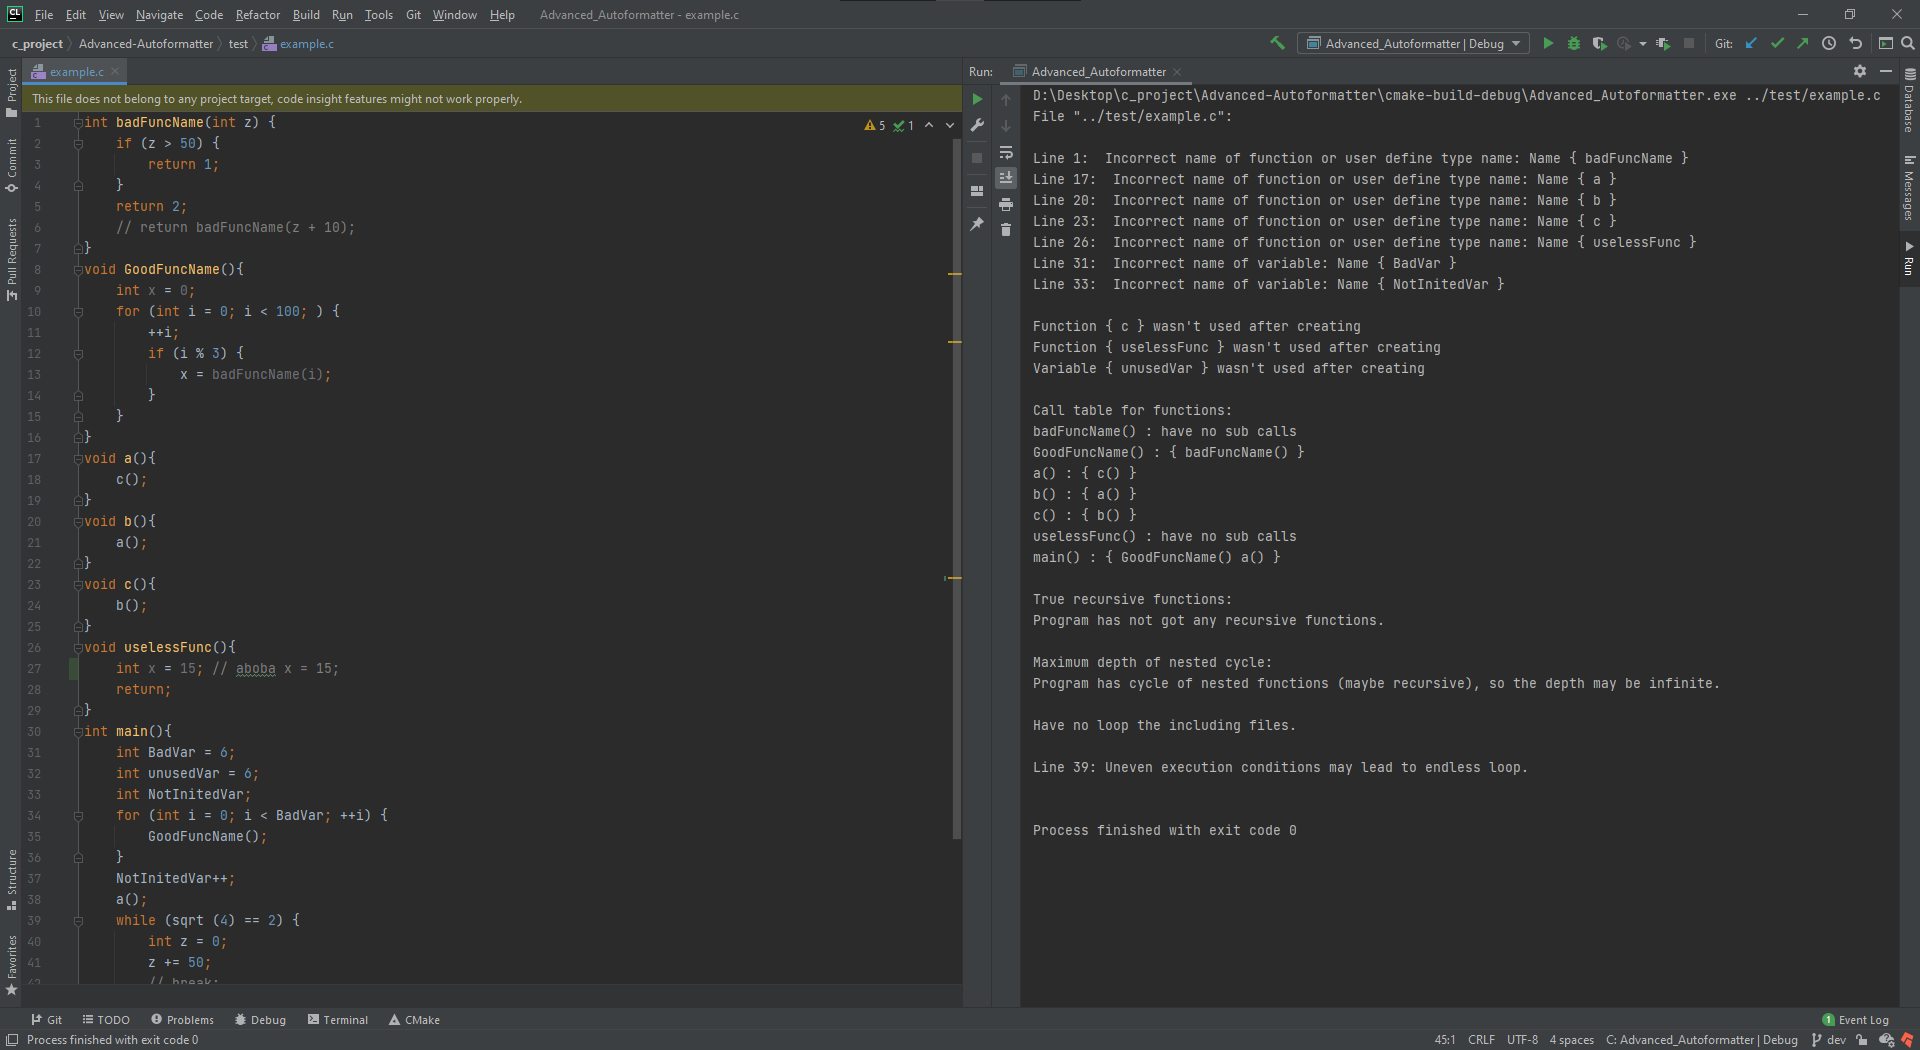 CL File Edit View Navigate Code Refactor Build Run Tools Git Window Help Advanced_Autoformatter - example.c
c_project Advanced-Autoformatter test example.c Advanced_Autoformatter | Debug Git:
example.c
Run: Advanced_Autoformatter
This file does not belong to any project target, code insight features might not work properly.
5 1
1 int badFuncName(int z) {
2 if (z > 50) {
3 return 1;
4 }
5 return 2;
6 // return badFuncName(z + 10);
7 }
8 void GoodFuncName(){
9 int x = 0;
10 for (int i = 0; i < 100; ) {
11 ++i;
12 if (i % 3) {
13 x = badFuncName(i);
14 }
15 }
16 }
17 void a(){
18 c();
19 }
20 void b(){
21 a();
22 }
23 void c(){
24 b();
25 }
26 void uselessFunc(){
27 int x = 15; // aboba x = 15;
28 return;
29 }
30 int main(){
31 int BadVar = 6;
32 int unusedVar = 6;
33 int NotInitedVar;
34 for (int i = 0; i < BadVar; ++i) {
35 GoodFuncName();
36 }
37 NotInitedVar++;
38 a();
39 while (sqrt (4) == 2) {
40 int z = 0;
41 z += 50;
42 // break;
D:\Desktop\c_project\Advanced-Autoformatter\cmake-build-debug\Advanced_Autoformatter.exe ../test/example.c
File "../test/example.c":
Line 1:  Incorrect name of function or user define type name: Name { badFuncName }
Line 17:  Incorrect name of function or user define type name: Name { a }
Line 20:  Incorrect name of function or user define type name: Name { b }
Line 23:  Incorrect name of function or user define type name: Name { c }
Line 26:  Incorrect name of function or user define type name: Name { uselessFunc }
Line 31:  Incorrect name of variable: Name { BadVar }
Line 33:  Incorrect name of variable: Name { NotInitedVar }
Function { c } wasn't used after creating
Function { uselessFunc } wasn't used after creating
Variable { unusedVar } wasn't used after creating
Call table for functions:
badFuncName() : have no sub calls
GoodFuncName() : { badFuncName() }
a() : { c() }
b() : { a() }
c() : { b() }
uselessFunc() : have no sub calls
main() : { GoodFuncName() a() }
True recursive functions:
Program has not got any recursive functions.
Maximum depth of nested cycle:
Program has cycle of nested functions (maybe recursive), so the depth may be infinite.
Have no loop the including files.
Line 39: Uneven execution conditions may lead to endless loop.
Process finished with exit code 0
Project
Commit
Pull Requests
Structure
Favorites
Database
Messages
Run
Git TODO Problems Debug Terminal CMake 1 Event Log
Process finished with exit code 0 45:1 CRLF UTF-8 4 spaces C: Advanced_Autoformatter | Debug dev